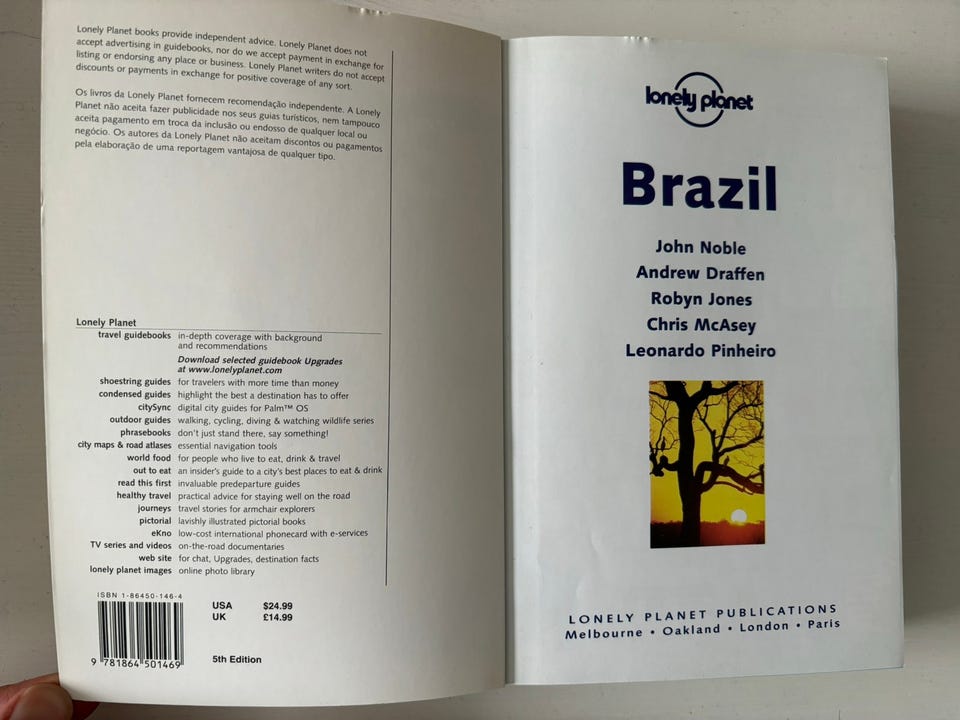 Lonely Planet books provide independent advice. Lonely Planet does not
accept advertising in guidebooks, nor do we accept payment in exchange for
listing or endorsing any place or business. Lonely Planet writers do not accept
discounts or payments in exchange for positive coverage of any sort.
Os livros da Lonely Planet fornecem recomendação independente. A Lonely
Planet não aceita fazer publicidade nos seus guias turísticos, nem tampouco
aceita pagamento em troca da inclusão ou endosso de qualquer local ou
negócio. Os autores da Lonely Planet não aceitam discontos ou pagamentos
pela elaboração de uma reportagem vantajosa de qualquer tipo.
Lonely Planet
travel guidebooks in-depth coverage with background
and recommendations
Download selected guidebook Upgrades
at www.lonelyplanet.com
shoestring guides for travelers with more time than money
condensed guides highlight the best a destination has to offer
citySync digital city guides for Palm™ OS
outdoor guides walking, cycling, diving & watching wildlife series
phrasebooks don't just stand there, say something!
city maps & road atlases essential navigation tools
world food for people who live to eat, drink & travel
out to eat an insider's guide to a city's best places to eat & drink
read this first invaluable predeparture guides
healthy travel practical advice for staying well on the road
journeys travel stories for armchair explorers
pictorial lavishly illustrated pictorial books
eKno low-cost international phonecard with e-services
TV series and videos on-the-road documentaries
web site for chat, Upgrades, destination facts
lonely planet images online photo library
ISBN 1-86450-146-4
9 781864 501469
USA $24.99
UK £14.99
5th Edition
lonely planet
Brazil
John Noble
Andrew Draffen
Robyn Jones
Chris McAsey
Leonardo Pinheiro
LONELY PLANET PUBLICATIONS
Melbourne • Oakland • London • Paris